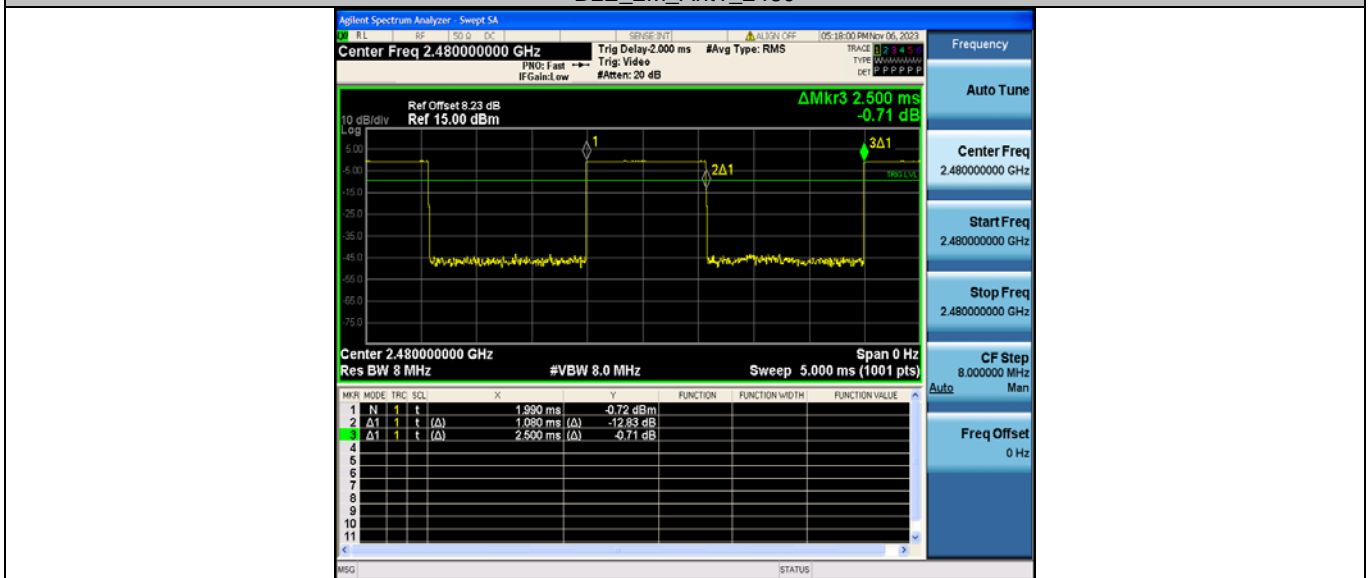 Agilent Spectrum Analyzer - Swept SA
RL RF 50 Ω DC SENSE:INT ALIGN OFF 05:18:00 PM Nov 06, 2023
Center Freq 2.480000000 GHz
PNO: Fast
IFGain:Low
Trig Delay-2.000 ms
Trig: Video
#Atten: 20 dB
#Avg Type: RMS
TRACE 1 2 3 4 5 6
TYPE WWWWWW
DET P P P P P P
Frequency
Auto Tune
Center Freq
2.480000000 GHz
Start Freq
2.480000000 GHz
Stop Freq
2.480000000 GHz
CF Step
8.000000 MHz
Auto Man
Freq Offset
0 Hz
ΔMkr3 2.500 ms
-0.71 dB
Ref Offset 8.23 dB
10 dB/div Ref 15.00 dBm
Log
5.00
-5.00
-15.0
-25.0
-35.0
-45.0
-55.0
-65.0
-75.0
1
2Δ1
3Δ1
TRIG LVL
Center 2.480000000 GHz Span 0 Hz
Res BW 8 MHz #VBW 8.0 MHz Sweep 5.000 ms (1001 pts)
MKR MODE TRC SCL X Y FUNCTION FUNCTION WIDTH FUNCTION VALUE
1 N 1 t 1.990 ms -0.72 dBm
2 Δ1 1 t (Δ) 1.080 ms (Δ) -12.83 dB
3 Δ1 1 t (Δ) 2.500 ms (Δ) -0.71 dB
4
5
6
7
8
9
10
11
MSG STATUS